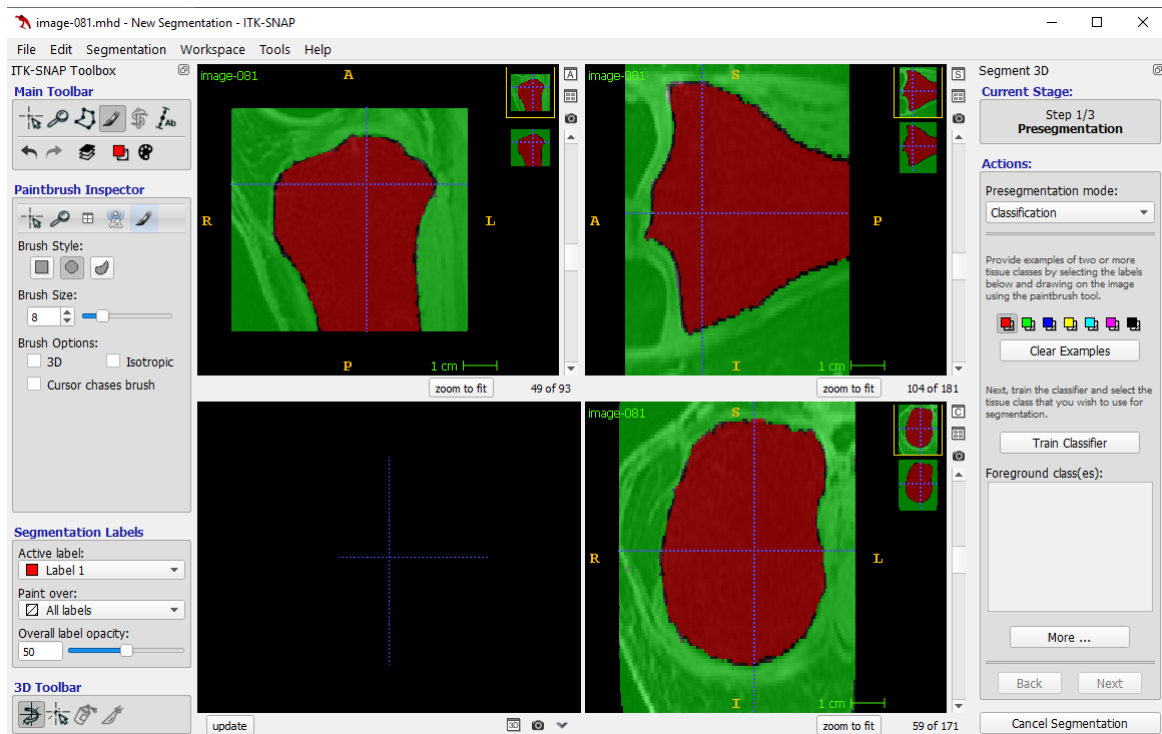 image-081.mhd - New Segmentation - ITK-SNAP
File Edit Segmentation Workspace Tools Help
ITK-SNAP Toolbox
Main Toolbar
Ab
Paintbrush Inspector
Brush Style:
Brush Size:
8
Brush Options:
3D Isotropic
Cursor chases brush
Segmentation Labels
Active label:
Label 1
Paint over:
All labels
Overall label opacity:
50
3D Toolbar
image-081
A
R
L
P
1 cm
A
zoom to fit 49 of 93
image-081
S
A
P
I
1 cm
S
zoom to fit 104 of 181
update
3D
image-081
S
R
L
I
1 cm
C
zoom to fit 59 of 171
Segment 3D
Current Stage:
Step 1/3
Presegmentation
Actions:
Presegmentation mode:
Classification
Provide examples of two or more
tissue classes by selecting the labels
below and drawing on the image
using the paintbrush tool.
Clear Examples
Next, train the classifier and select the
tissue class that you wish to use for
segmentation.
Train Classifier
Foreground class(es):
More ...
Back Next
Cancel Segmentation